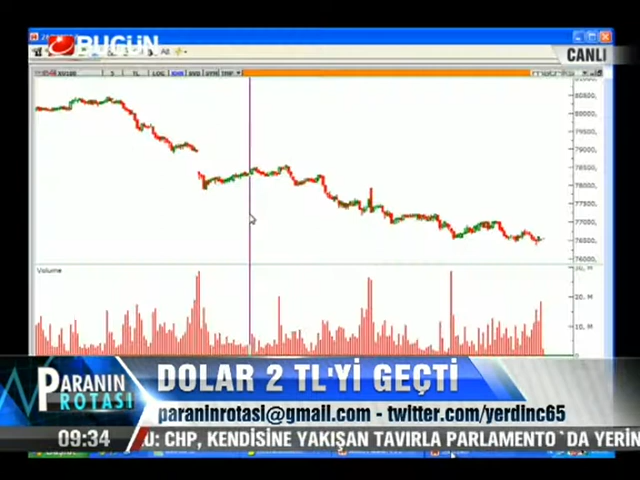 BUGÜN
CANLI
80500,
80000,
79000,
78500,
78000,
77500,
77000,
76500,
76000,
Volume
30, M
20, M
10, M
PARANIN
ROTASI
DOLAR 2 TL'Yİ GEÇTİ
paraninrotasi@gmail.com - twitter.com/yerdinc65
09:34
U: CHP, KENDİSİNE YAKIŞAN TAVIRLA PARLAMENTO`DA YERİN